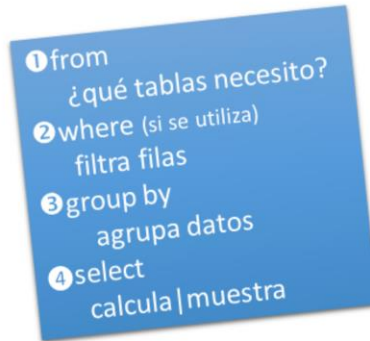 ❶from
¿qué tablas necesito?
❷where (si se utiliza)
filtra filas
❸group by
agrupa datos
❹select
calcula|muestra